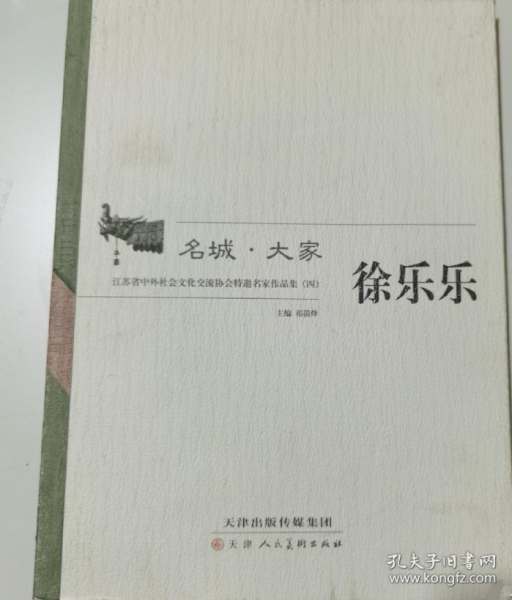 名城·大家
江苏省中外社会文化交流协会特邀名家作品集（四）
徐乐乐
主编
天津出版传媒集团
天津人民美术出版社
孔夫子旧书网
www.kongfz.com